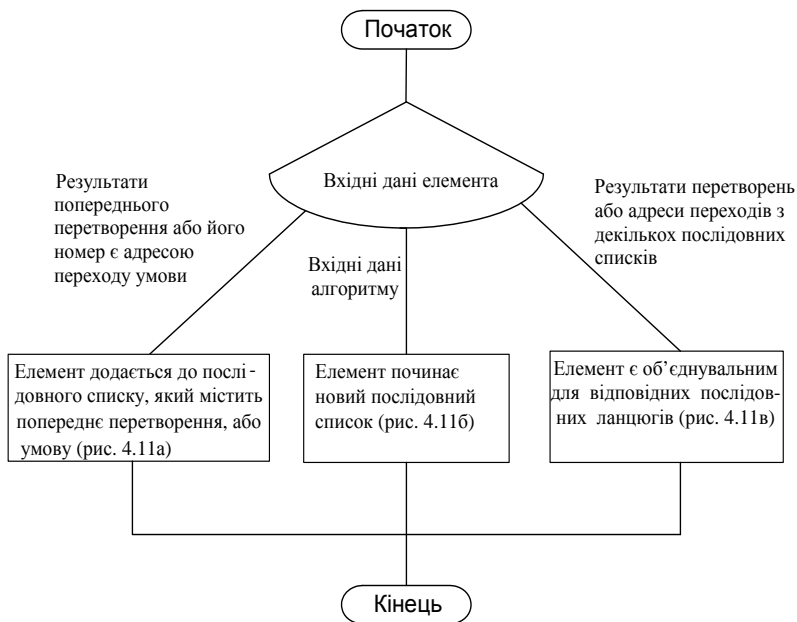 Початок
Вхідні дані елемента
Результати
попереднього
перетворення або його
номер є адресою
переходу умови
Вхідні дані
алгоритму
Результати перетворень
або адреси переходів з
декількох послідовних
списків
Елемент додається до послі-
довного списку, який містить
попереднє перетворення, або
умову (рис. 4.11а)
Елемент починає
новий послідовний
список (рис. 4.11б)
Елемент є об’єднувальним
для відповідних послідов-
них ланцюгів (рис. 4.11в)
Кінець